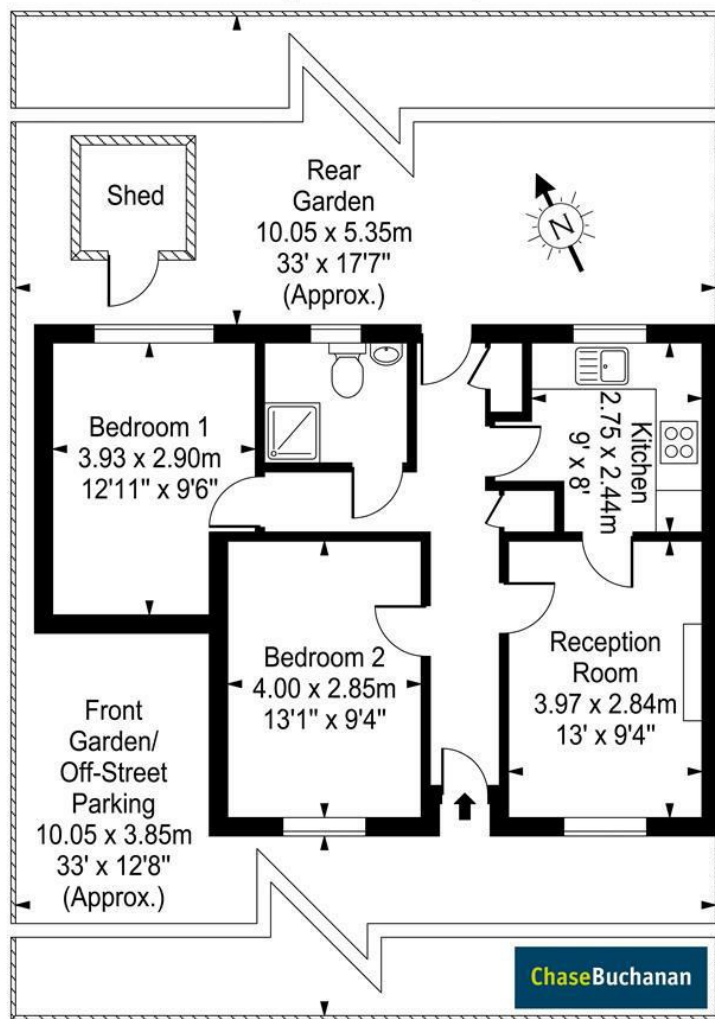 Shed
Rear
Garden
10.05 x 5.35m
33' x 17'7"
(Approx.)
N
Bedroom 1
3.93 x 2.90m
12'11" x 9'6"
Kitchen
2.75 x 2.44m
9' x 8'
Bedroom 2
4.00 x 2.85m
13'1" x 9'4"
Reception
Room
3.97 x 2.84m
13' x 9'4"
Front
Garden/
Off-Street
Parking
10.05 x 3.85m
33' x 12'8"
(Approx.)
ChaseBuchanan